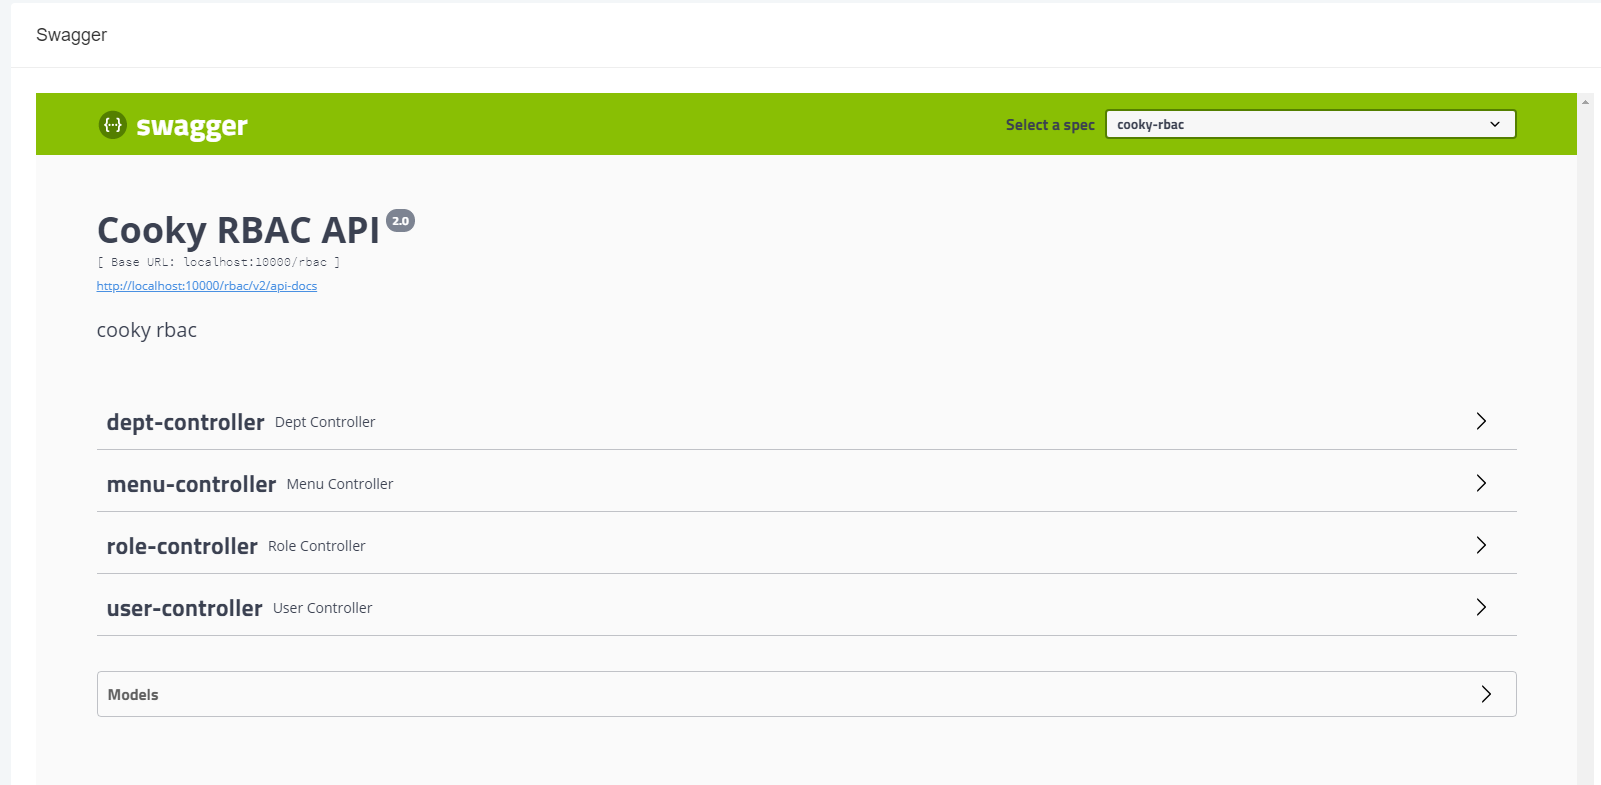 Swagger
{···} swagger
Select a spec cooky-rbac
Cooky RBAC API 2.0
[ Base URL: localhost:10000/rbac ]
http://localhost:10000/rbac/v2/api-docs
cooky rbac
dept-controller Dept Controller
menu-controller Menu Controller
role-controller Role Controller
user-controller User Controller
Models